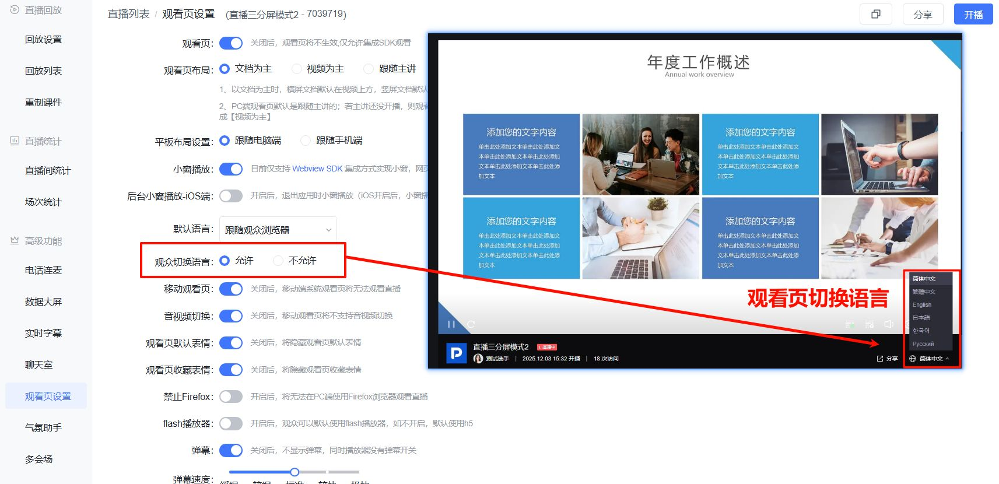 直播回放
回放设置
回放列表
重制课件
直播统计
直播间统计
场次统计
高级功能
电话连麦
数据大屏
实时字幕
聊天室
观看页设置
气氛助手
多会场
直播列表 / 观看页设置 (直播三分屏模式2 - 7039719)
分享
开播
观看页: 关闭后，观看页将不生效,仅允许集成SDK观看
观看页布局: 文档为主 视频为主 跟随主讲
1、以文档为主时，横屏文档默认在视频上方，竖屏文档默认
2、PC端观看页默认是跟随主讲的；若主讲还没开播，则观看
成【视频为主】
平板布局设置: 跟随电脑端 跟随手机端
小窗播放: 目前仅支持 Webview SDK 集成方式实现小窗，网页
后台小窗播放-iOS端: 开启后，退出应用时小窗播放（iOS开启后，小窗播
默认语言: 跟随观众浏览器
观众切换语言: 允许 不允许
移动观看页: 关闭后，移动端系统观看页将无法观看直播
音视频切换: 关闭后，移动观看页将不支持音视频切换
观看页默认表情: 关闭后，将隐藏观看页默认表情
观看页收藏表情: 关闭后，将隐藏观看页收藏表情
禁止Firefox: 开启后，将无法在PC端使用Firefox浏览器观看直播
flash播放器: 开启后，观众可以默认使用flash播放器，如不开启，默认使用h5
弹幕: 关闭后，不显示弹幕，同时播放器没有弹幕开关
弹幕速度:
年度工作概述
Annual work overview
添加您的文字内容
单击此处添加文本单击此处添加文
本单击此处添加文本单击此处添加
文本单击此处添加文本单击此处添
加文本
添加您的文字内容
单击此处添加文本单击此处添加文
本单击此处添加文本单击此处添加
文本单击此处添加文本单击此处添
加文本
添加您的文字内容
单击此处添加文本单击此处添加文
本单击此处添加文本单击此处添加
文本单击此处添加文本单击此处添
加文本
添加您的文字内容
单击此处添加文本单击此处添加文
本单击此处添加文本单击此处添加
文本单击此处添加文本单击此处添
加文本
观看页切换语言
简体中文
繁體中文
English
日本語
한국어
Русский
直播三分屏模式2 直播中
测试选手 | 2025.12.03 15:32 开播 | 18 次访问
分享 简体中文